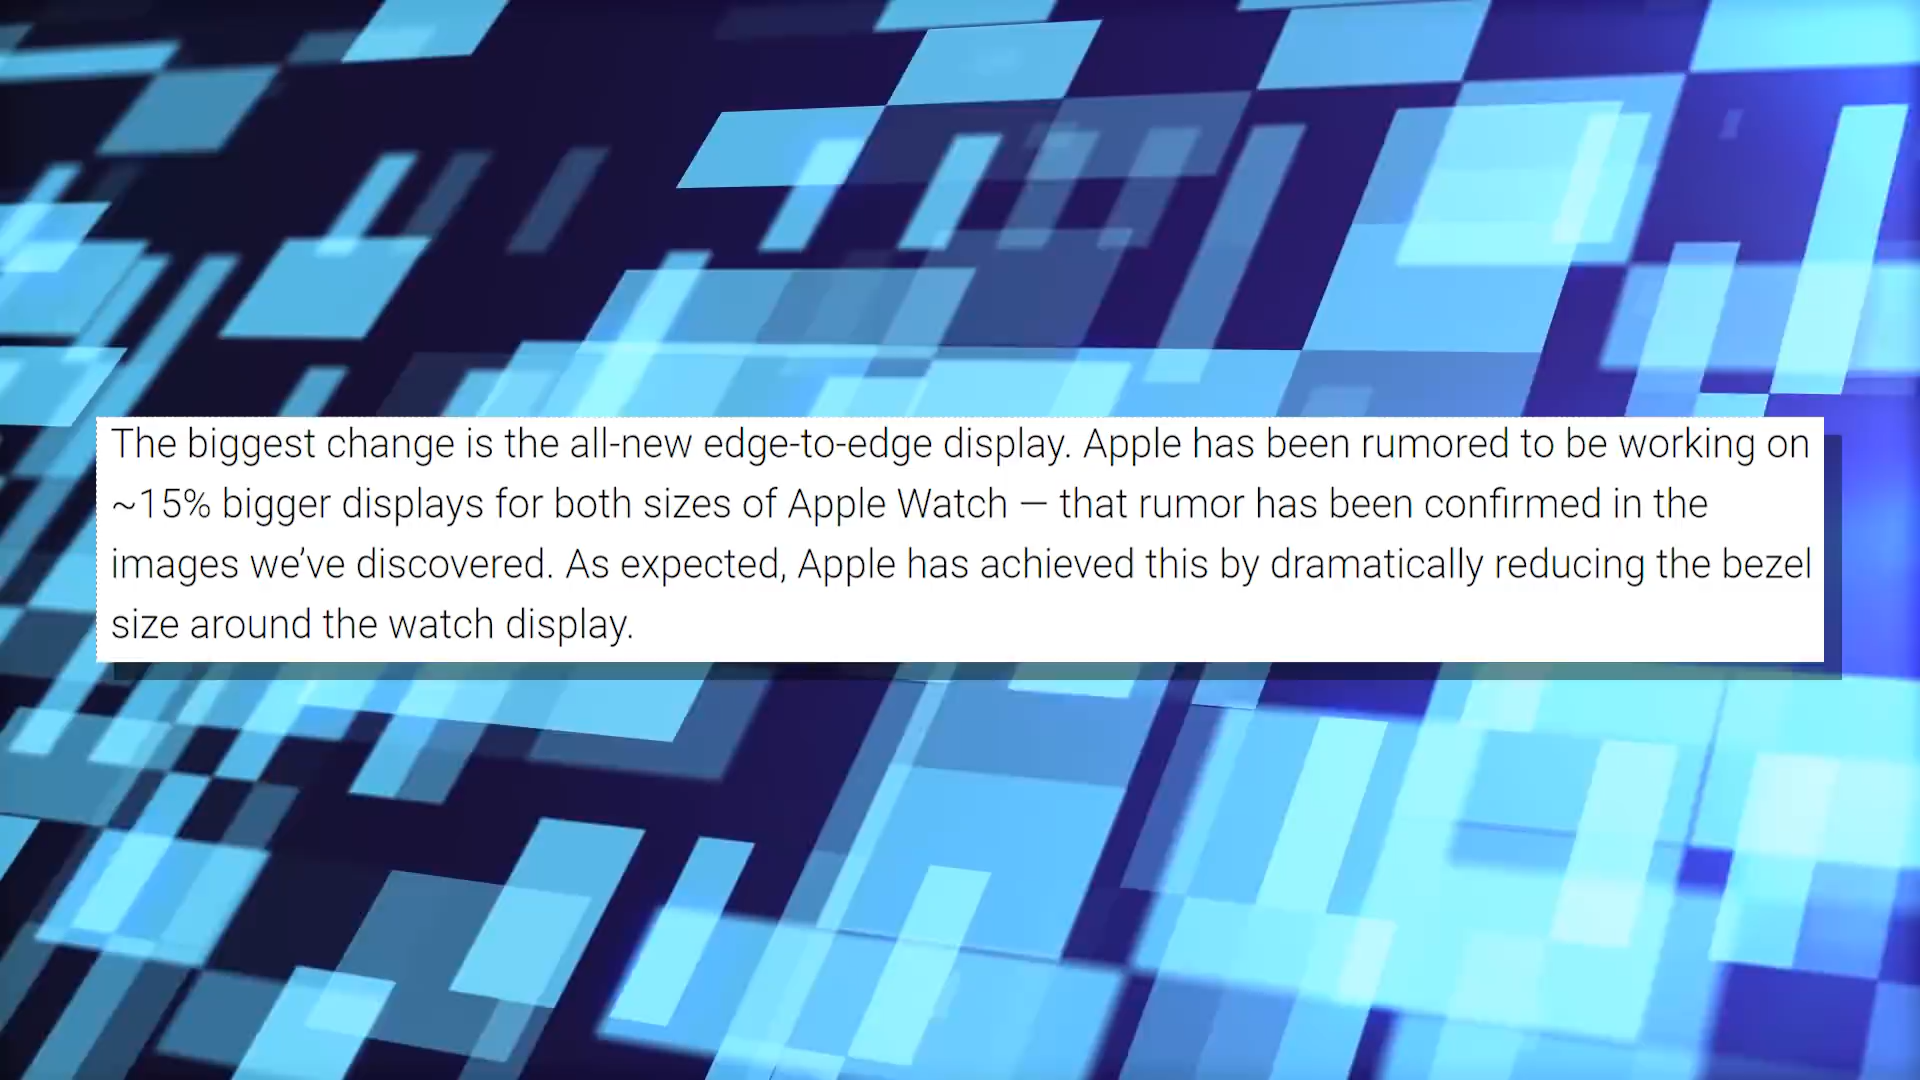 The biggest change is the all-new edge-to-edge display. Apple has been rumored to be working on
~15% bigger displays for both sizes of Apple Watch — that rumor has been confirmed in the
images we’ve discovered. As expected, Apple has achieved this by dramatically reducing the bezel
size around the watch display.